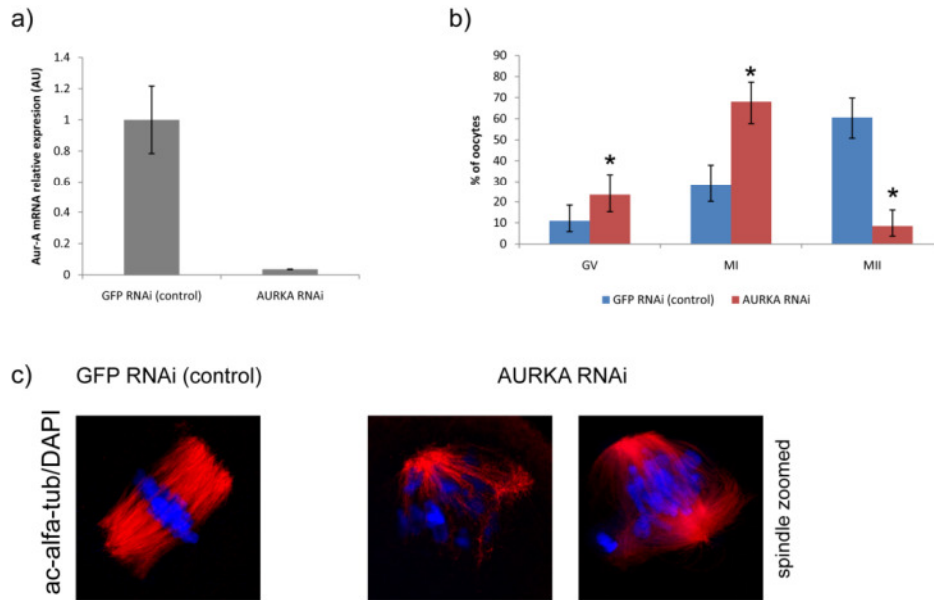 a)
1.4
1.2
1
0.8
0.6
0.4
0.2
0
Aur-A mRNA relative expresion (AU)
GFP RNAi (control) AURKA RNAi
b)
100
90
80
70
60
50
40
30
20
10
0
% of oocytes
*
*
*
GV MI MII
GFP RNAi (control) AURKA RNAi
c) GFP RNAi (control) AURKA RNAi
ac-alfa-tub/DAPI
spindle zoomed